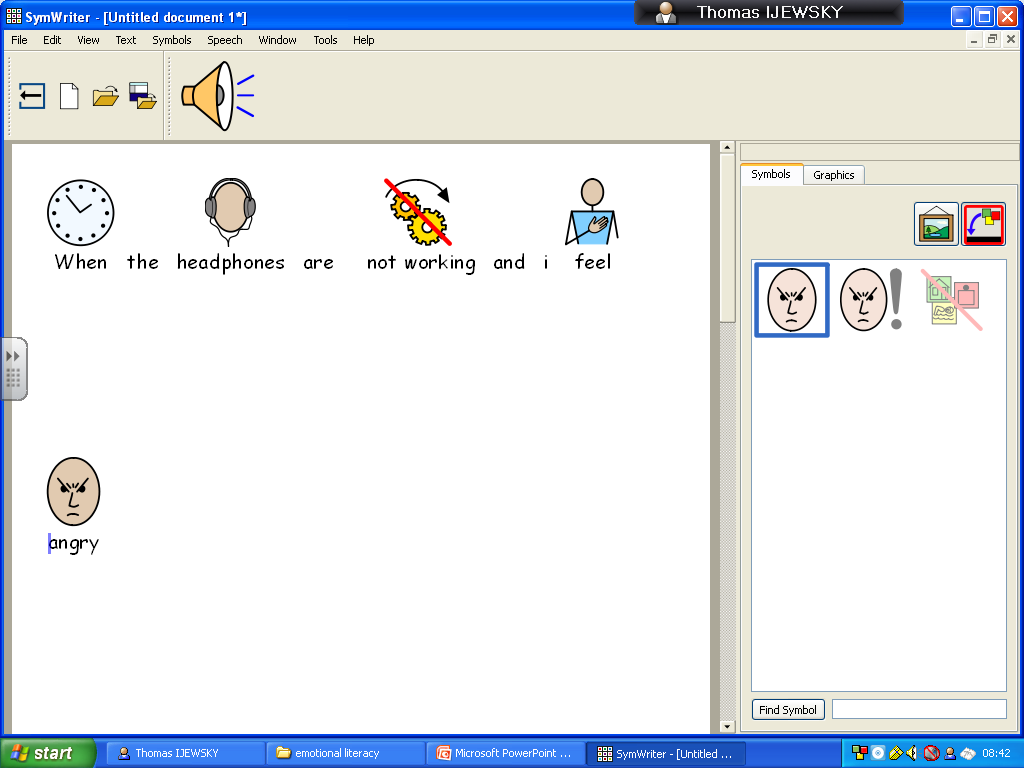 SymWriter - [Untitled document 1*]
Thomas IJEWSKY
File Edit View Text Symbols Speech Window Tools Help
Symbols Graphics
When the headphones are not working and i feel
angry
Find Symbol
start Thomas IJEWSKY emotional literacy Microsoft PowerPoint ... SymWriter - [Untitled ... 08:42